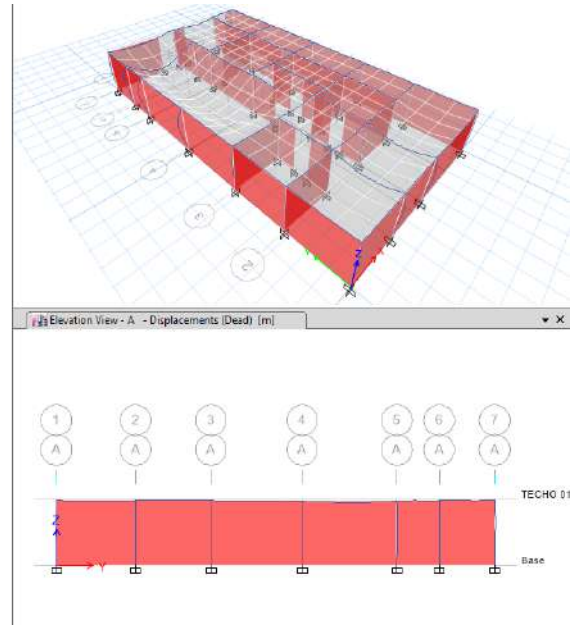 Z
X
Elevation View - A - Displacements (Dead) [m]
1 2 3 4 5 6 7
A A A A A A A
TECHO 01
Z
Y
Base